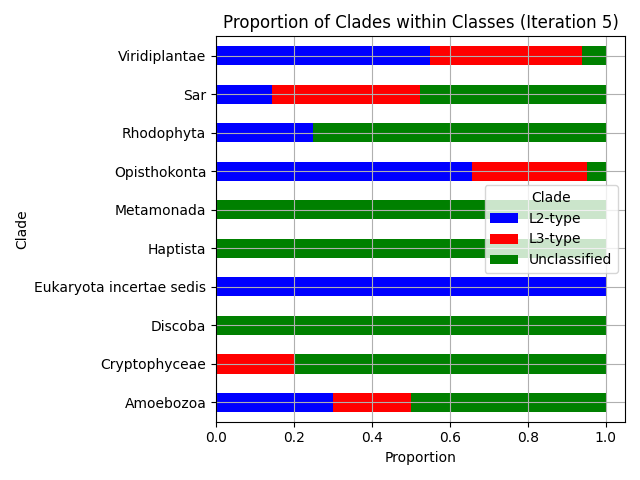 Proportion of Clades within Classes (Iteration 5)
Viridiplantae
Sar
Rhodophyta
Opisthokonta
Metamonada
Haptista
Eukaryota incertae sedis
Discoba
Cryptophyceae
Amoebozoa
Clade
Clade
L2-type
L3-type
Unclassified
0.0 0.2 0.4 0.6 0.8 1.0
Proportion